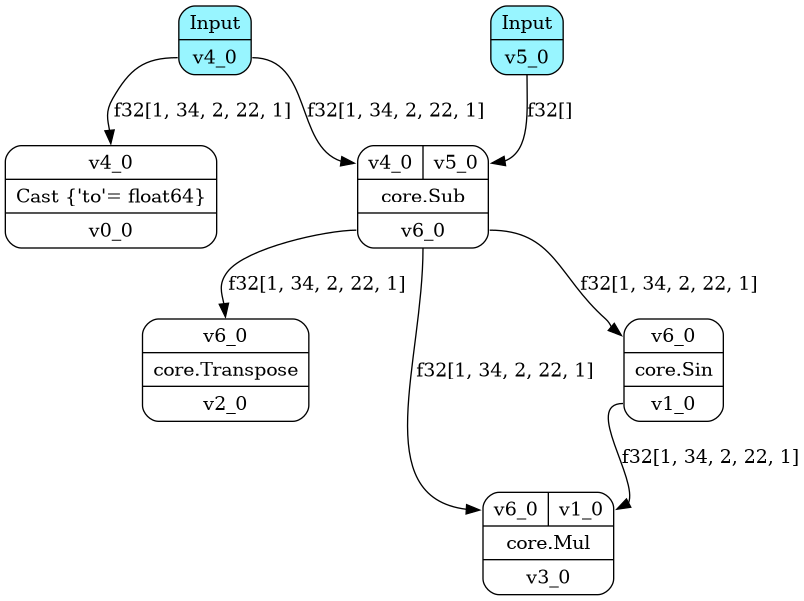 Input
v4_0
Input
v5_0
f32[1, 34, 2, 22, 1]
f32[1, 34, 2, 22, 1]
f32[]
v4_0
Cast {'to'= float64}
v0_0
v4_0 v5_0
core.Sub
v6_0
f32[1, 34, 2, 22, 1]
f32[1, 34, 2, 22, 1]
v6_0
core.Transpose
v2_0
f32[1, 34, 2, 22, 1]
v6_0
core.Sin
v1_0
f32[1, 34, 2, 22, 1]
v6_0 v1_0
core.Mul
v3_0